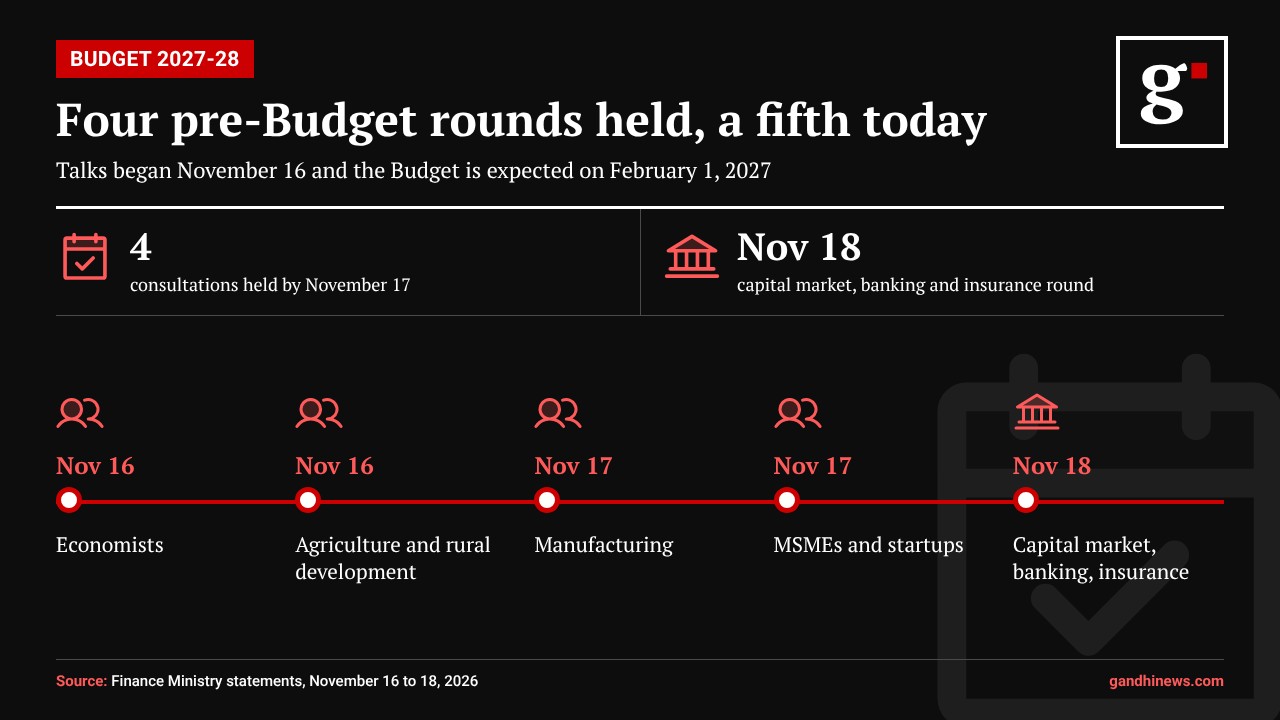 BUDGET 2027-28
g
Four pre-Budget rounds held, a fifth today
Talks began November 16 and the Budget is expected on February 1, 2027
4
consultations held by November 17
Nov 18
capital market, banking and insurance round
Nov 16
Nov 16
Nov 17
Nov 17
Nov 18
Economists
Agriculture and rural
development
Manufacturing
MSMEs and startups
Capital market,
banking, insurance
Source: Finance Ministry statements, November 16 to 18, 2026
gandhinews.com